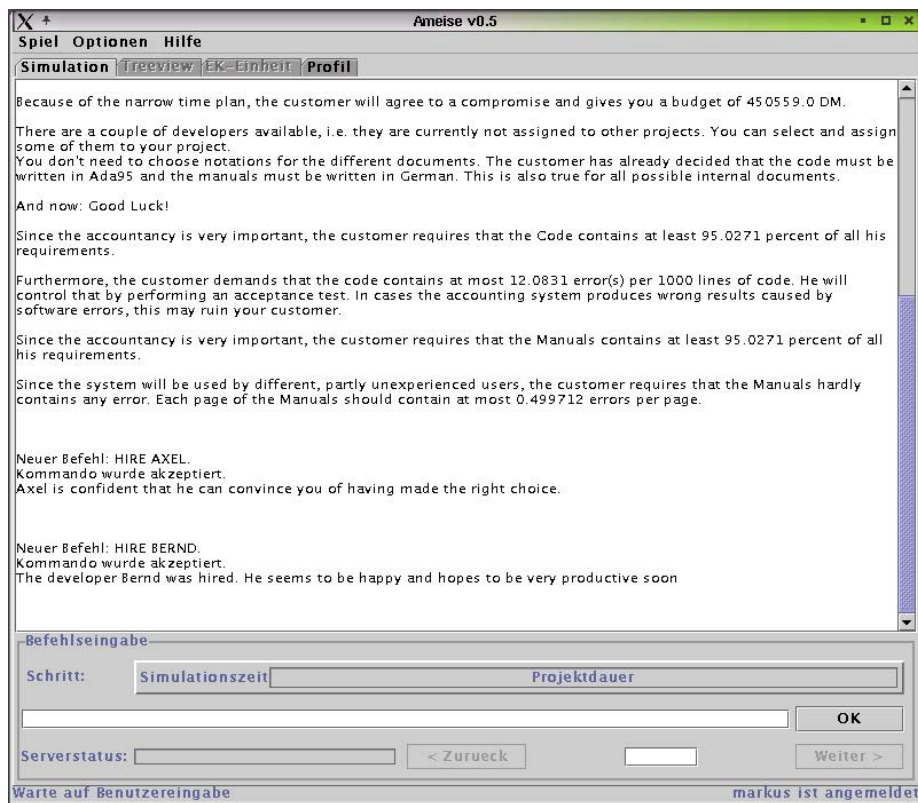 Ameise v0.5
Spiel Optionen Hilfe
Simulation Treeview EK-Einheit Profil
Because of the narrow time plan, the customer will agree to a compromise and gives you a budget of 450559.0 DM.
There are a couple of developers available, i.e. they are currently not assigned to other projects. You can select and assign
some of them to your project.
You don't need to choose notations for the different documents. The customer has already decided that the code must be
written in Ada95 and the manuals must be written in German. This is also true for all possible internal documents.
And now: Good Luck!
Since the accountancy is very important, the customer requires that the Code contains at least 95.0271 percent of all his
requirements.
Furthermore, the customer demands that the code contains at most 12.0831 error(s) per 1000 lines of code. He will
control that by performing an acceptance test. In cases the accounting system produces wrong results caused by
software errors, this may ruin your customer.
Since the accountancy is very important, the customer requires that the Manuals contains at least 95.0271 percent of all
his requirements.
Since the system will be used by different, partly unexperienced users, the customer requires that the Manuals hardly
contains any error. Each page of the Manuals should contain at most 0.499712 errors per page.
Neuer Befehl: HIRE AXEL.
Kommando wurde akzeptiert.
Axel is confident that he can convince you of having made the right choice.
Neuer Befehl: HIRE BERND.
Kommando wurde akzeptiert.
The developer Bernd was hired. He seems to be happy and hopes to be very productive soon
Befehlseingabe
Schritt: Simulationszeit Projektdauer
OK
Serverstatus: < Zurueck Weiter >
Warte auf Benutzereingabe markus ist angemeldet